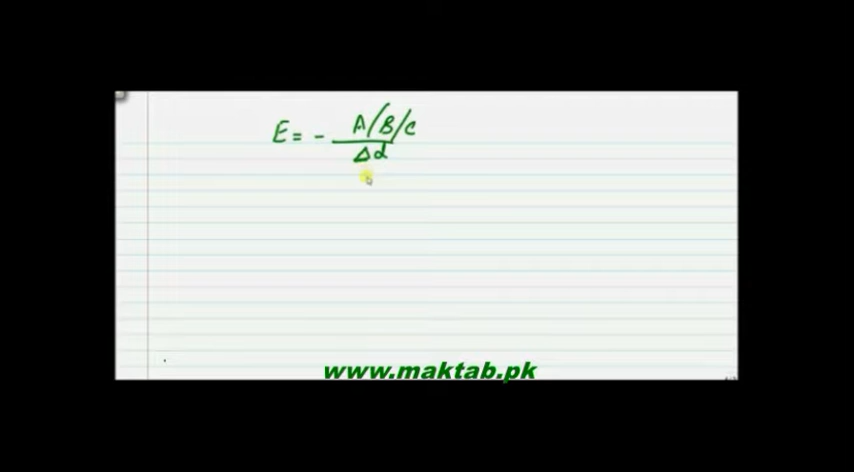 E = - A/B/C
Δd
www.maktab.pk